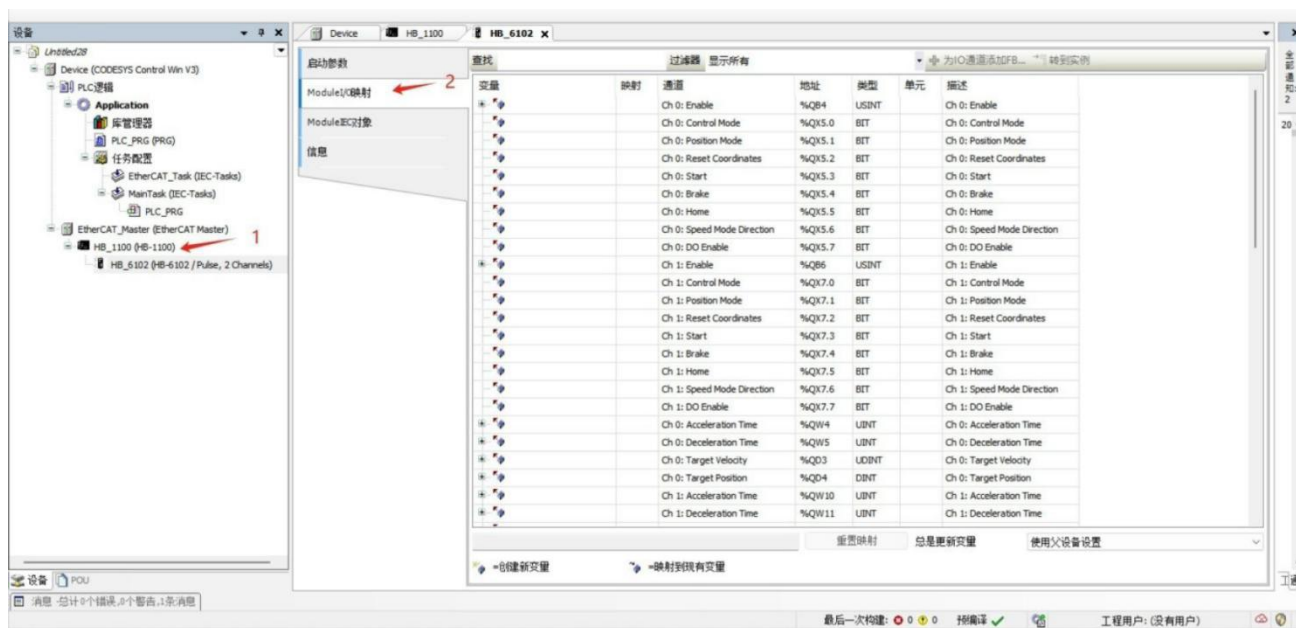 设备
Untitled28
Device (CODESYS Control Win V3)
PLC逻辑
Application
库管理器
PLC_PRG (PRG)
任务配置
EtherCAT_Task (IEC-Tasks)
MainTask (IEC-Tasks)
PLC_PRG
EtherCAT_Master (EtherCAT Master)
1
HB_1100 (HB-1100)
HB_6102 (HB-6102 / Pulse, 2 Channels)
设备 POU
Device HB_1100 HB_6102
启动参数
ModuleI/O映射 2
ModuleIEC对象
信息
查找 过滤器 显示所有 为IO通道添加FB... 转到实例
变量 映射 通道 地址 类型 单元 描述
Ch 0: Enable %QB4 USINT Ch 0: Enable
Ch 0: Control Mode %QX5.0 BIT Ch 0: Control Mode
Ch 0: Position Mode %QX5.1 BIT Ch 0: Position Mode
Ch 0: Reset Coordinates %QX5.2 BIT Ch 0: Reset Coordinates
Ch 0: Start %QX5.3 BIT Ch 0: Start
Ch 0: Brake %QX5.4 BIT Ch 0: Brake
Ch 0: Home %QX5.5 BIT Ch 0: Home
Ch 0: Speed Mode Direction %QX5.6 BIT Ch 0: Speed Mode Direction
Ch 0: DO Enable %QX5.7 BIT Ch 0: DO Enable
Ch 1: Enable %QB6 USINT Ch 1: Enable
Ch 1: Control Mode %QX7.0 BIT Ch 1: Control Mode
Ch 1: Position Mode %QX7.1 BIT Ch 1: Position Mode
Ch 1: Reset Coordinates %QX7.2 BIT Ch 1: Reset Coordinates
Ch 1: Start %QX7.3 BIT Ch 1: Start
Ch 1: Brake %QX7.4 BIT Ch 1: Brake
Ch 1: Home %QX7.5 BIT Ch 1: Home
Ch 1: Speed Mode Direction %QX7.6 BIT Ch 1: Speed Mode Direction
Ch 1: DO Enable %QX7.7 BIT Ch 1: DO Enable
Ch 0: Acceleration Time %QW4 UINT Ch 0: Acceleration Time
Ch 0: Deceleration Time %QW5 UINT Ch 0: Deceleration Time
Ch 0: Target Velocity %QD3 UDINT Ch 0: Target Velocity
Ch 0: Target Position %QD4 DINT Ch 0: Target Position
Ch 1: Acceleration Time %QW10 UINT Ch 1: Acceleration Time
Ch 1: Deceleration Time %QW11 UINT Ch 1: Deceleration Time
重置映射 总是更新变量 使用父设备设置
=创建新变量 =映射到现有变量
全部通知: 2
20
消息 -总计0个错误,0个警告,1条消息
最后一次构建: 0 0 预编译 工程用户: (没有用户)